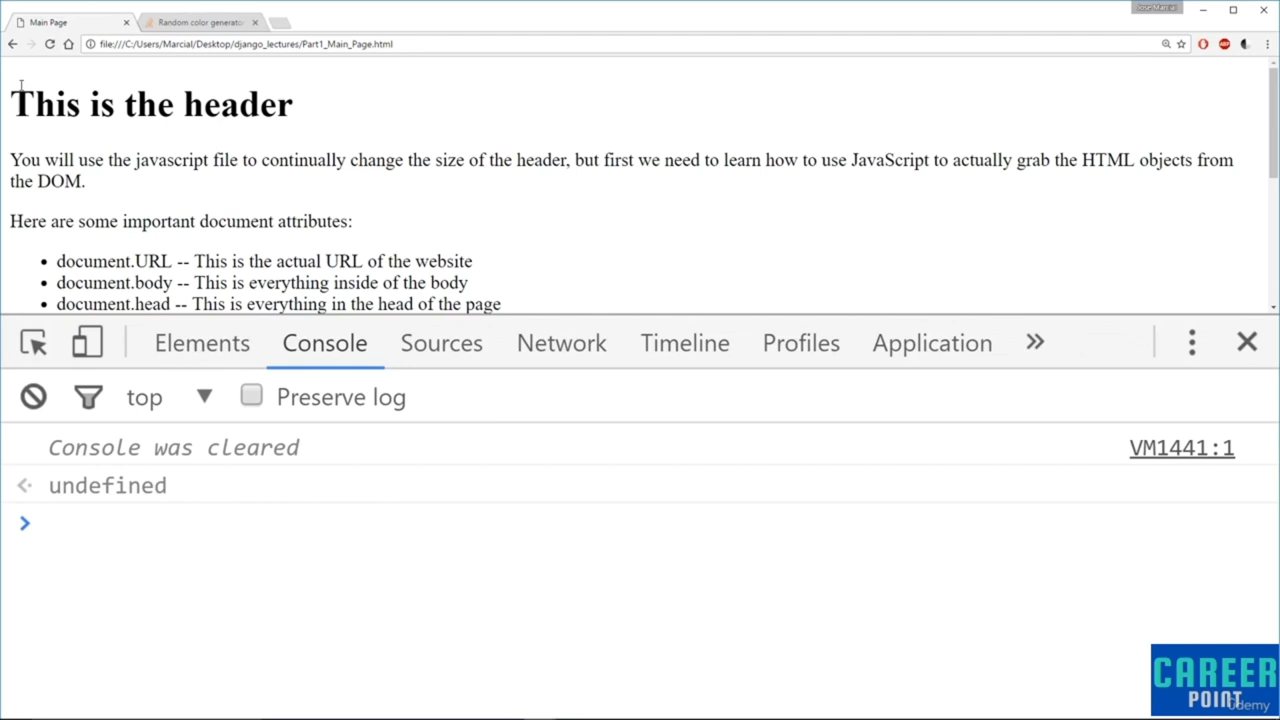 Jose Marcial
Main Page
Random color generato
file:///C:/Users/Marcial/Desktop/django_lectures/Part1_Main_Page.html
ABP
This is the header
You will use the javascript file to continually change the size of the header, but first we need to learn how to use JavaScript to actually grab the HTML objects from
the DOM.
Here are some important document attributes:
• document.URL -- This is the actual URL of the website
• document.body -- This is everything inside of the body
• document.head -- This is everything in the head of the page
Elements Console Sources Network Timeline Profiles Application »
top Preserve log
Console was cleared VM1441:1
undefined
CAREER
POINT
Udemy